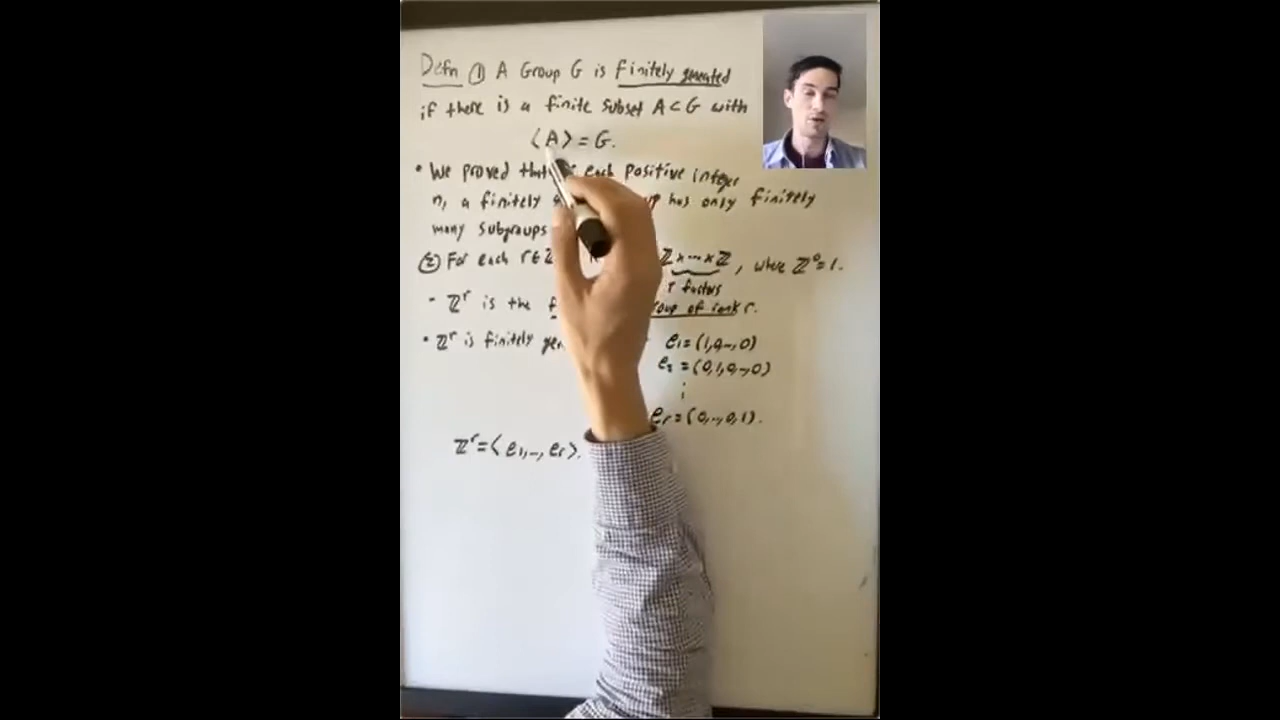 Defn ① A Group G is finitely generated
if there is a finite subset A ⊂ G with
⟨A⟩ = G.
• We proved that each positive integer
n, a finitely has only finitely
many subgroups
② For each r ∈ Z × ⋯ × ℤ, where ℤ⁰ = 1.
r factors
- ℤʳ is the of rank r.
• ℤʳ is finitely e₁ = (1,0,…,0)
e₂ = (0,1,0,…,0)
⋮
eᵣ = (0,…,0,1).
ℤʳ = ⟨e₁,…,eᵣ⟩.